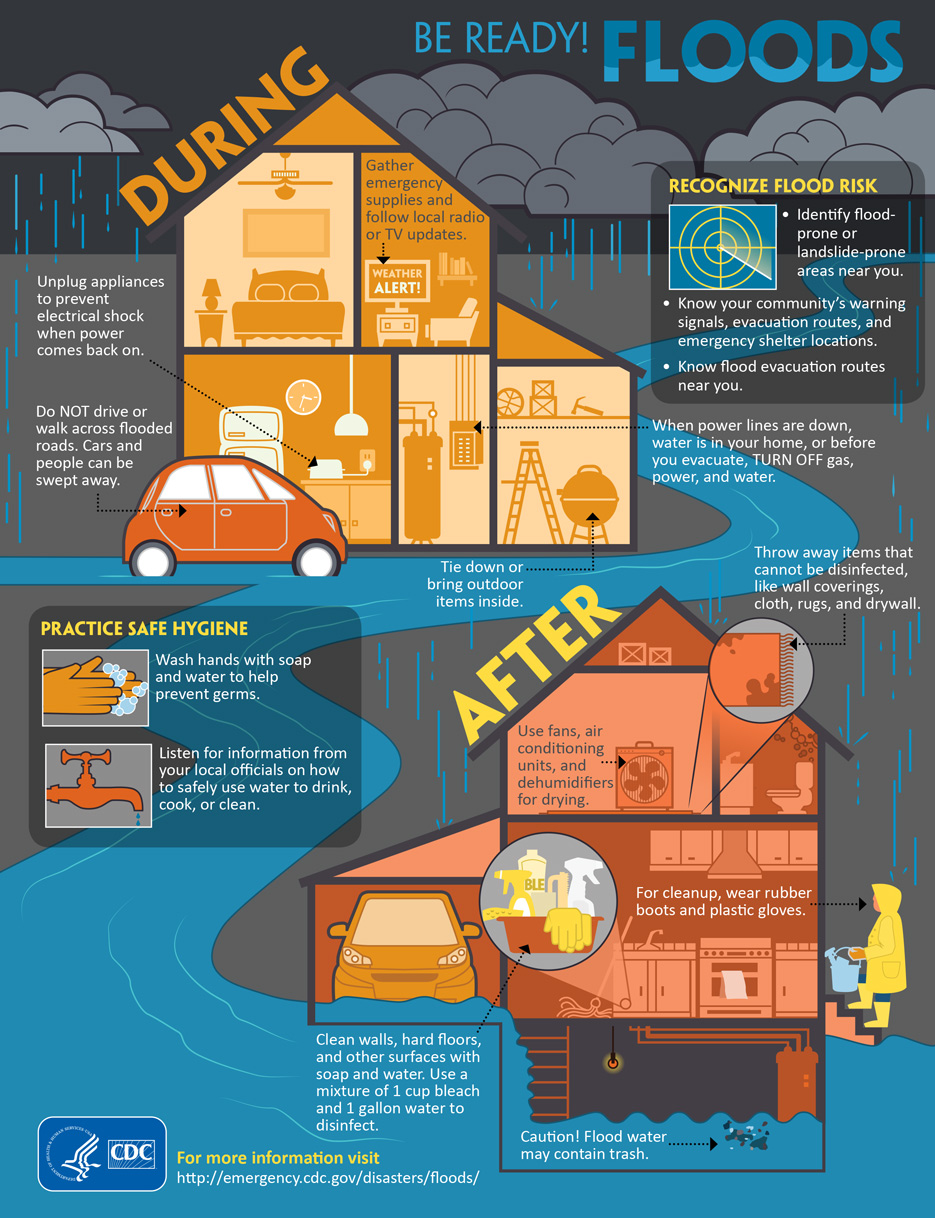 BE READY! FLOODS
DURING
Gather
emergency
supplies and
follow local radio
or TV updates.
WEATHER
ALERT!
RECOGNIZE FLOOD RISK
• Identify flood-
prone or
landslide-prone
areas near you.
• Know your community's warning
signals, evacuation routes, and
emergency shelter locations.
• Know flood evacuation routes
near you.
Unplug appliances
to prevent
electrical shock
when power
comes back on.
Do NOT drive or
walk across flooded
roads. Cars and
people can be
swept away.
When power lines are down,
water is in your home, or before
you evacuate, TURN OFF gas,
power, and water.
Tie down or
bring outdoor
items inside.
PRACTICE SAFE HYGIENE
Wash hands with soap
and water to help
prevent germs.
Listen for information from
your local officials on how
to safely use water to drink,
cook, or clean.
AFTER
Throw away items that
cannot be disinfected,
like wall coverings,
cloth, rugs, and drywall.
Use fans, air
conditioning
units, and
dehumidifiers
for drying.
BLE
For cleanup, wear rubber
boots and plastic gloves.
Clean walls, hard floors,
and other surfaces with
soap and water. Use a
mixture of 1 cup bleach
and 1 gallon water to
disinfect.
Caution! Flood water
may contain trash.
DEPARTMENT OF HEALTH & HUMAN SERVICES USA
CDC
For more information visit
http://emergency.cdc.gov/disasters/floods/